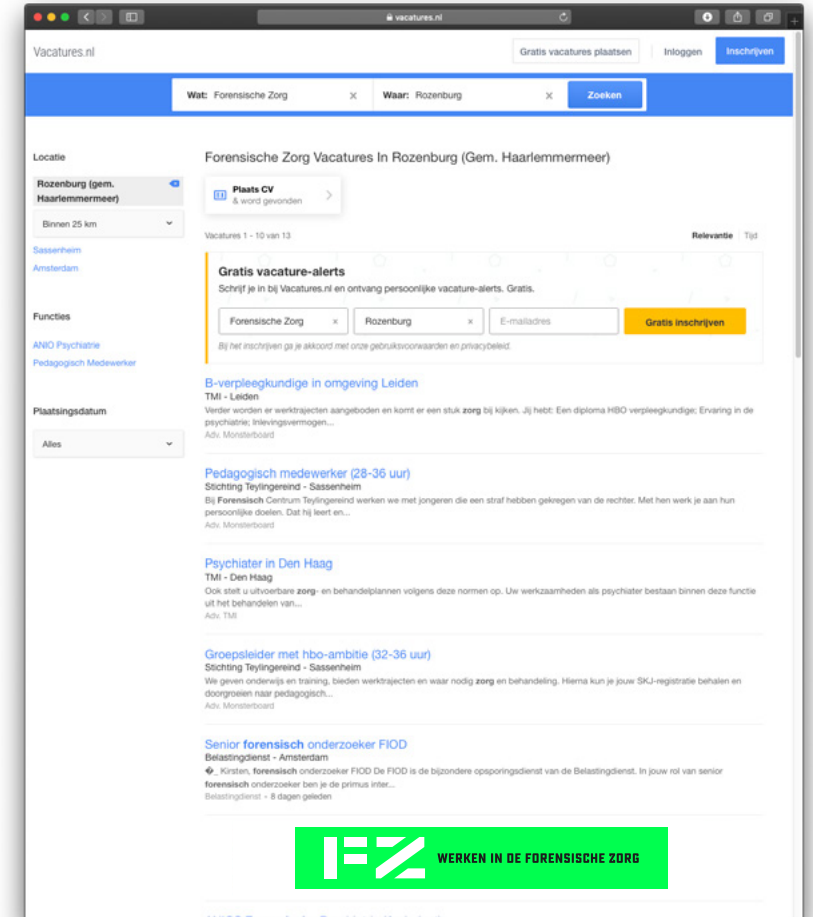 vacatures.nl
Vacatures.nl
Gratis vacatures plaatsen
Inloggen
Inschrijven
Wat: Forensische Zorg
Waar: Rozenburg
Zoeken
Locatie
Rozenburg (gem. Haarlemmermeer)
Binnen 25 km
Sassenheim
Amsterdam
Functies
ANIO Psychiatrie
Pedagogisch Medewerker
Plaatsingsdatum
Alles
Forensische Zorg Vacatures In Rozenburg (Gem. Haarlemmermeer)
Plaats CV
& word gevonden
Vacatures 1 - 10 van 13
Relevantie
Tijd
Gratis vacature-alerts
Schrijf je in bij Vacatures.nl en ontvang persoonlijke vacature-alerts. Gratis.
Forensische Zorg
Rozenburg
E-mailadres
Gratis inschrijven
Bij het inschrijven ga je akkoord met onze gebruiksvoorwaarden en privacybeleid.
B-verpleegkundige in omgeving Leiden
TMI - Leiden
Verder worden er werktrajecten aangeboden en komt er een stuk zorg bij kijken. Jij hebt: Een diploma HBO verpleegkundige; Ervaring in de
psychiatrie; Inlevingsvermogen...
Adv. Monsterboard
Pedagogisch medewerker (28-36 uur)
Stichting Teylingereind - Sassenheim
Bij Forensisch Centrum Teylingereind werken we met jongeren die een straf hebben gekregen van de rechter. Met hen werk je aan hun
persoonlijke doelen. Dat hij leert en...
Adv. Monsterboard
Psychiater in Den Haag
TMI - Den Haag
Ook stelt u uitvoerbare zorg- en behandelplannen volgens deze normen op. Uw werkzaamheden als psychiater bestaan binnen deze functie
uit het behandelen van...
Adv. TMI
Groepsleider met hbo-ambitie (32-36 uur)
Stichting Teylingereind - Sassenheim
We geven onderwijs en training, bieden werktrajecten en waar nodig zorg en behandeling. Hierna kun je jouw SKJ-registratie behalen en
doorgroeien naar pedagogisch...
Adv. Monsterboard
Senior forensisch onderzoeker FIOD
Belastingdienst - Amsterdam
�_ Kirsten, forensisch onderzoeker FIOD De FIOD is de bijzondere opsporingsdienst van de Belastingdienst. In jouw rol van senior
forensisch onderzoeker ben je de primus inter...
Belastingdienst - 8 dagen geleden
FZ WERKEN IN DE FORENSISCHE ZORG